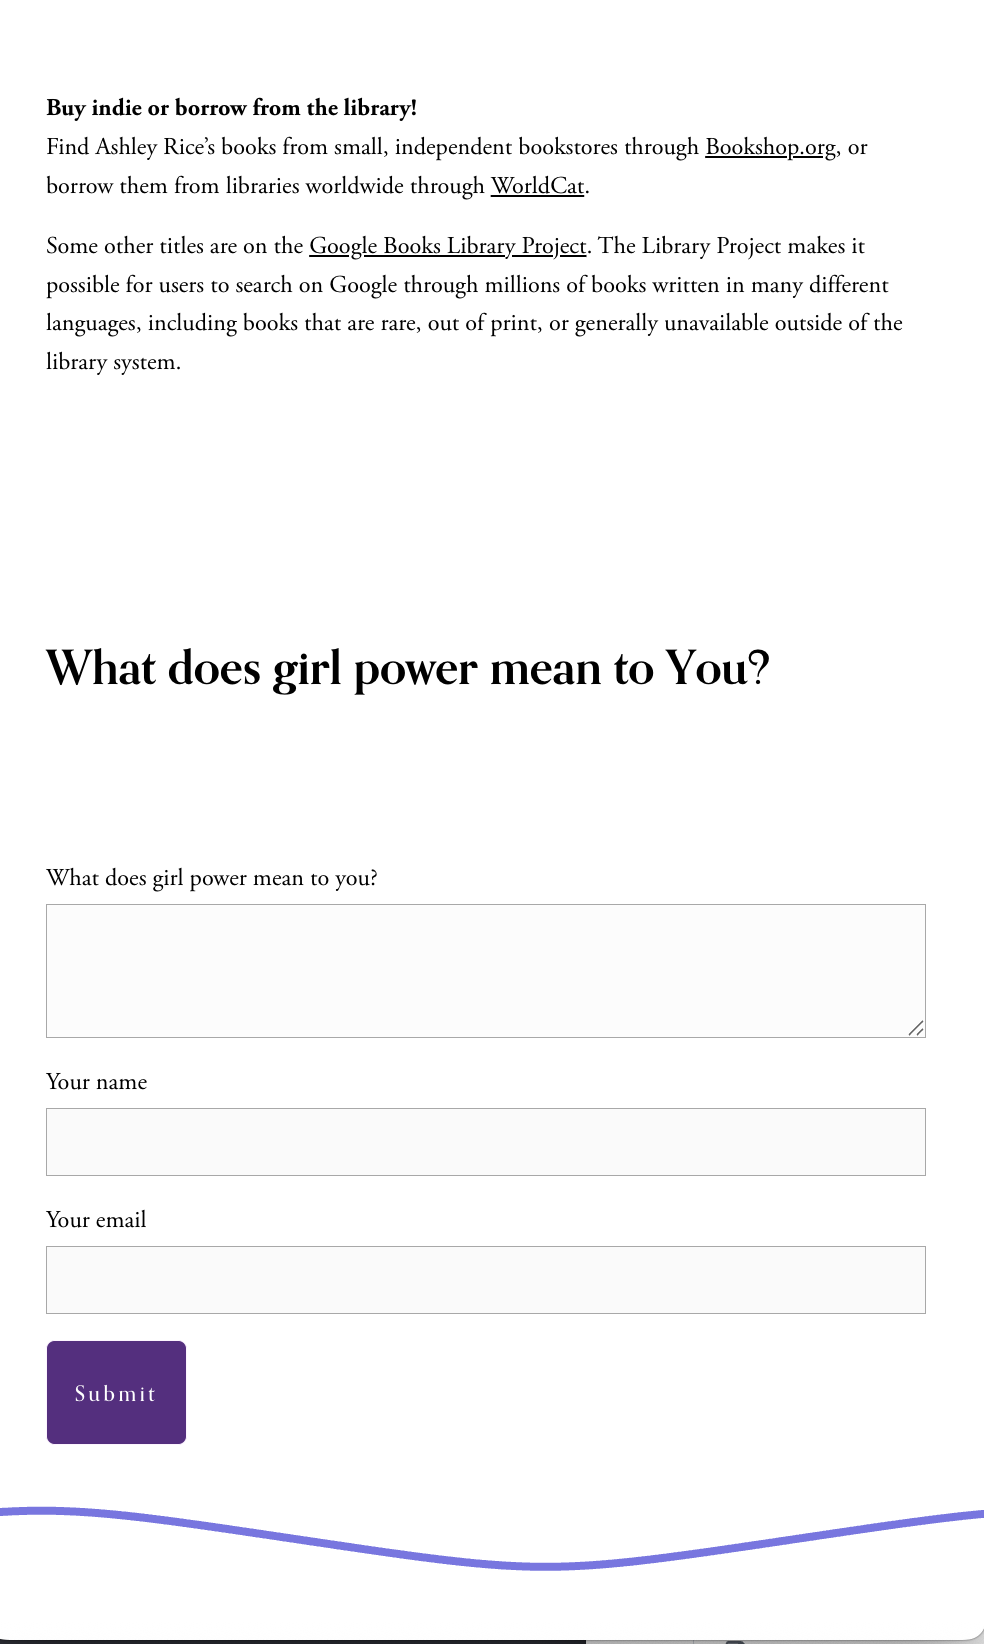 Buy indie or borrow from the library!
Find Ashley Rice’s books from small, independent bookstores through Bookshop.org, or
borrow them from libraries worldwide through WorldCat.
Some other titles are on the Google Books Library Project. The Library Project makes it
possible for users to search on Google through millions of books written in many different
languages, including books that are rare, out of print, or generally unavailable outside of the
library system.
What does girl power mean to You?
What does girl power mean to you?
Your name
Your email
Submit